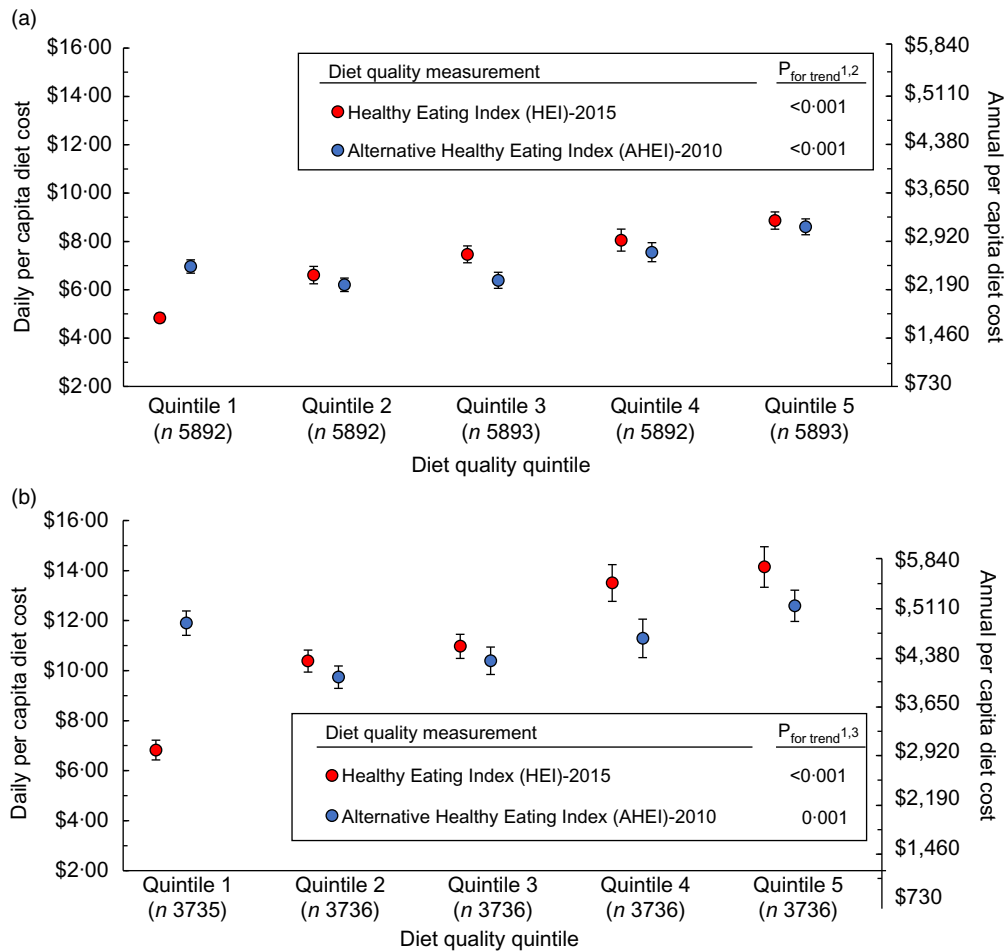 (a)
$16·00
$14·00
$12·00
$10·00
$8·00
$6·00
$4·00
$2·00
Daily per capita diet cost
Diet quality measurement P for trend1,2
Healthy Eating Index (HEI)-2015 <0·001
Alternative Healthy Eating Index (AHEI)-2010 <0·001
$5,840
$,5110
$4,380
$3,650
$2,920
$2,190
$1,460
$730
Annual per capita diet cost
Quintile 1 Quintile 2 Quintile 3 Quintile 4 Quintile 5
(n 5892) (n 5892) (n 5893) (n 5892) (n 5893)
Diet quality quintile
(b)
$16·00
$14·00
$12·00
$10·00
$8·00
$6·00
$4·00
$2·00
Daily per capita diet cost
Diet quality measurement P for trend1,3
Healthy Eating Index (HEI)-2015 <0·001
Alternative Healthy Eating Index (AHEI)-2010 0·001
$5,840
$5110
$4,380
$3,650
$2,920
$2,190
$1,460
$730
Annual per capita diet cost
Quintile 1 Quintile 2 Quintile 3 Quintile 4 Quintile 5
(n 3735) (n 3736) (n 3736) (n 3736) (n 3736)
Diet quality quintile